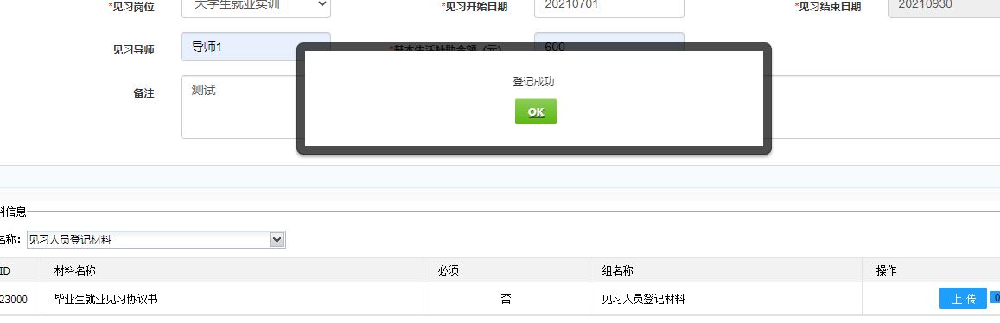 *见习岗位 大学生就业实训 *见习开始日期 20210701 *见习结束日期 20210930
见习导师 导师1 *基本生活补助金额（元） 600
备注 测试
登记成功
OK
料信息
名称： 见习人员登记材料
ID 材料名称 必须 组名称 操作
23000 毕业生就业见习协议书 否 见习人员登记材料 上 传 0